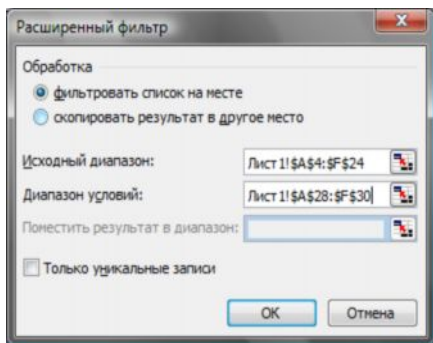 Расширенный фильтр
Обработка
фильтровать список на месте
скопировать результат в другое место
Исходный диапазон: Лист1!$A$4:$F$24
Диапазон условий: Лист1!$A$28:$F$30
Поместить результат в диапазон:
Только уникальные записи
ОК Отмена